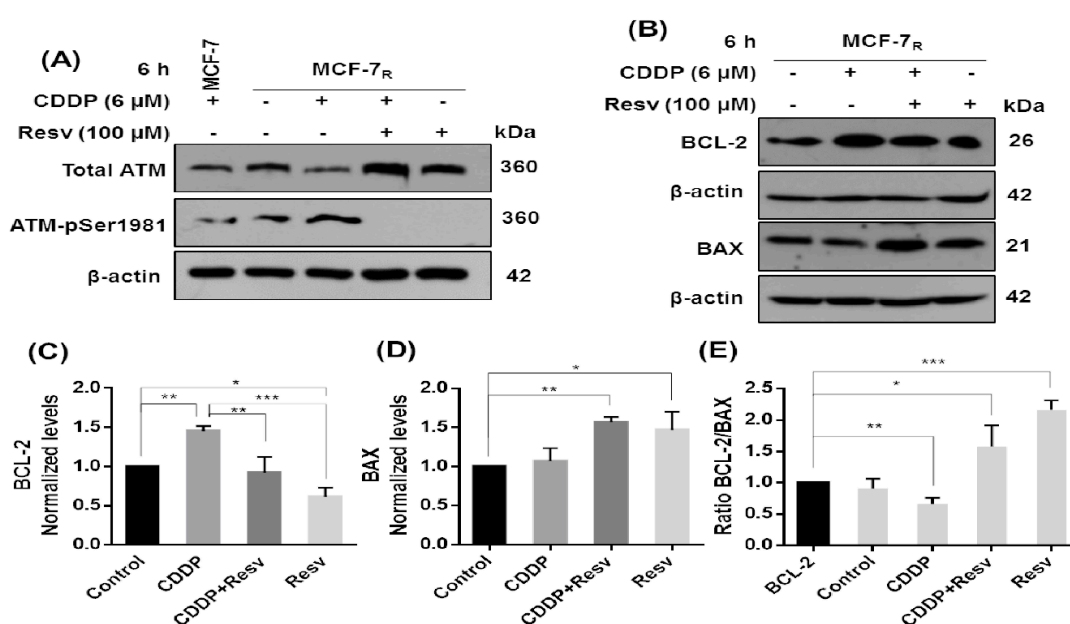 (A)
6 h
MCF-7
MCF-7R
CDDP (6 µM) + - + + -
Resv (100 µM) - - - + +
kDa
Total ATM 360
ATM-pSer1981 360
β-actin 42
(B)
6 h
MCF-7R
CDDP (6 µM) - + + -
Resv (100 µM) - - + +
kDa
BCL-2 26
β-actin 42
BAX 21
β-actin 42
(C)
BCL-2
Normalized levels
2.0
1.5
1.0
0.5
0.0
*
** ***
**
Control CDDP CDDP+Resv Resv
(D)
BAX
Normalized levels
2.0
1.5
1.0
0.5
0.0
*
**
Control CDDP CDDP+Resv Resv
(E)
Ratio BCL-2/BAX
2.5
2.0
1.5
1.0
0.5
0.0
***
*
**
BCL-2 Control CDDP CDDP+Resv Resv